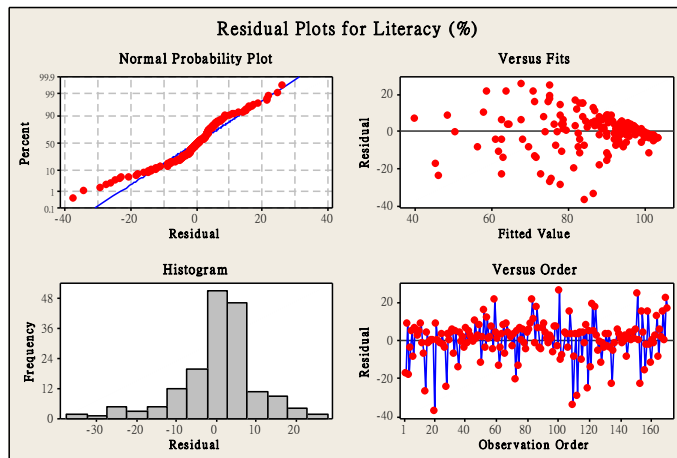 Residual Plots for Literacy (%)
Normal Probability Plot
Percent
99.9
99
90
50
10
1
0.1
-40 -20 0 20 40
Residual
Versus Fits
Residual
20
0
-20
-40
40 60 80 100
Fitted Value
Histogram
Frequency
48
36
24
12
0
-30 -20 -10 0 10 20
Residual
Versus Order
Residual
20
0
-20
-40
1 20 40 60 80 100 120 140 160
Observation Order